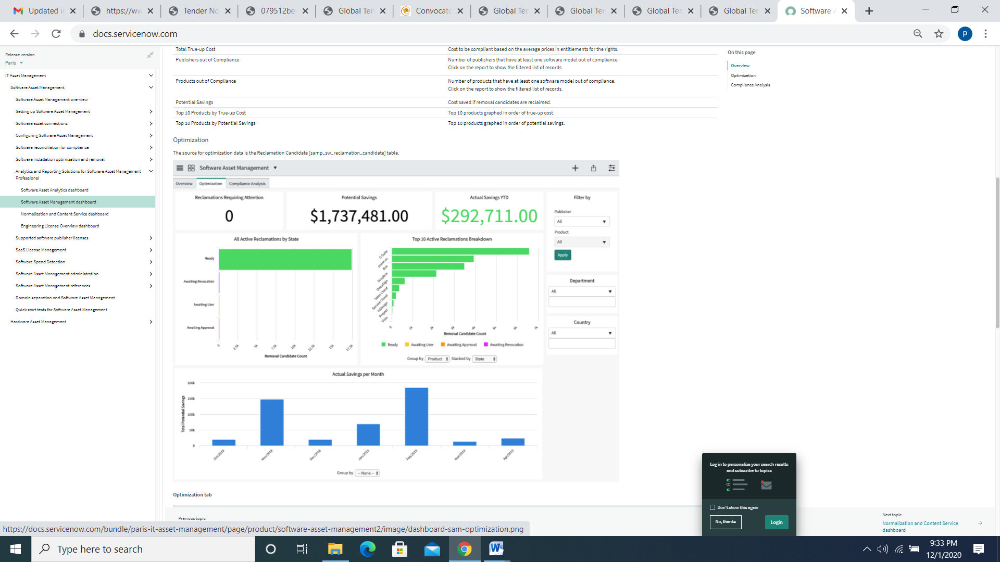 Updated i
https://ww
Tender No
079512be-
Global Ten
Convocato
Global Ten
Global Ten
Global Ten
Global Ten
Software A
docs.servicenow.com
p
Release version
Paris
IT Asset Management
Software Asset Management
Software Asset Management overview
Setting up Software Asset Management
Software asset connections
Configuring Software Asset Management
Software reconciliation for compliance
Software installation optimization and removal
Analytics and Reporting Solutions for Software Asset Management
Professional
Software Asset Analytics dashboard
Software Asset Management dashboard
Normalization and Content Service dashboard
Engineering License Overview dashboard
Supported software publisher licenses
SaaS License Management
Software Spend Detection
Software Asset Management administration
Software Asset Management references
Domain separation and Software Asset Management
Quick start tests for Software Asset Management
Hardware Asset Management
Total True-up Cost
Cost to be compliant based on the average prices in entitlements for the rights.
Publishers out of Compliance
Number of publishers that have at least one software model out of compliance.
Click on the report to show the filtered list of records.
Products out of Compliance
Number of products that have at least one software model out of compliance.
Click on the report to show the filtered list of records.
Potential Savings
Cost saved if removal candidates are reclaimed.
Top 10 Products by True-up Cost
Top 10 products graphed in order of true-up cost.
Top 10 Products by Potential Savings
Top 10 products graphed in order of potential savings.
On this page
Overview
Optimization
Compliance Analysis
Optimization
The source for optimization data is the Reclamation Candidate [samp_sw_reclamation_candidate] table.
Software Asset Management
Overview
Optimization
Compliance Analysis
Reclamations Requiring Attention
0
Potential Savings
$1,737,481.00
Actual Savings YTD
$292,711.00
Filter by
Publisher
All
Product
All
Apply
Department
All
Country
All
All Active Reclamations by State
Ready
Awaiting Revocation
Awaiting User
Awaiting Approval
0 2.5k 5k 7.5k 10k 12.5k 15k 17.5k
Removal Candidate Count
Top 10 Active Reclamations Breakdown
G Suite
zoom.us
Box
Dropbox
DocuSign
Sales Cloud
Service Cloud
InDesign
Project
Visio
0 1k 2k 3k 4k 5k 6k 7k
Removal Candidate Count
Ready Awaiting User Awaiting Approval Awaiting Revocation
Group by Product Stacked by State
Actual Savings per Month
Total Potential Savings
200k
150k
100k
50k
0
Oct/2018 Nov/2018 Dec/2018 Jan/2019 Feb/2019 Mar/2019 Apr/2019
Group by -- None --
Optimization tab
Previous topic
Next topic
Normalization and Content Service
dashboard
Log in to personalize your search results
and subscribe to topics
Don't show this again
No, thanks
Login
https://docs.servicenow.com/bundle/paris-it-asset-management/page/product/software-asset-management2/image/dashboard-sam-optimization.png
Type here to search
9:33 PM
12/1/2020